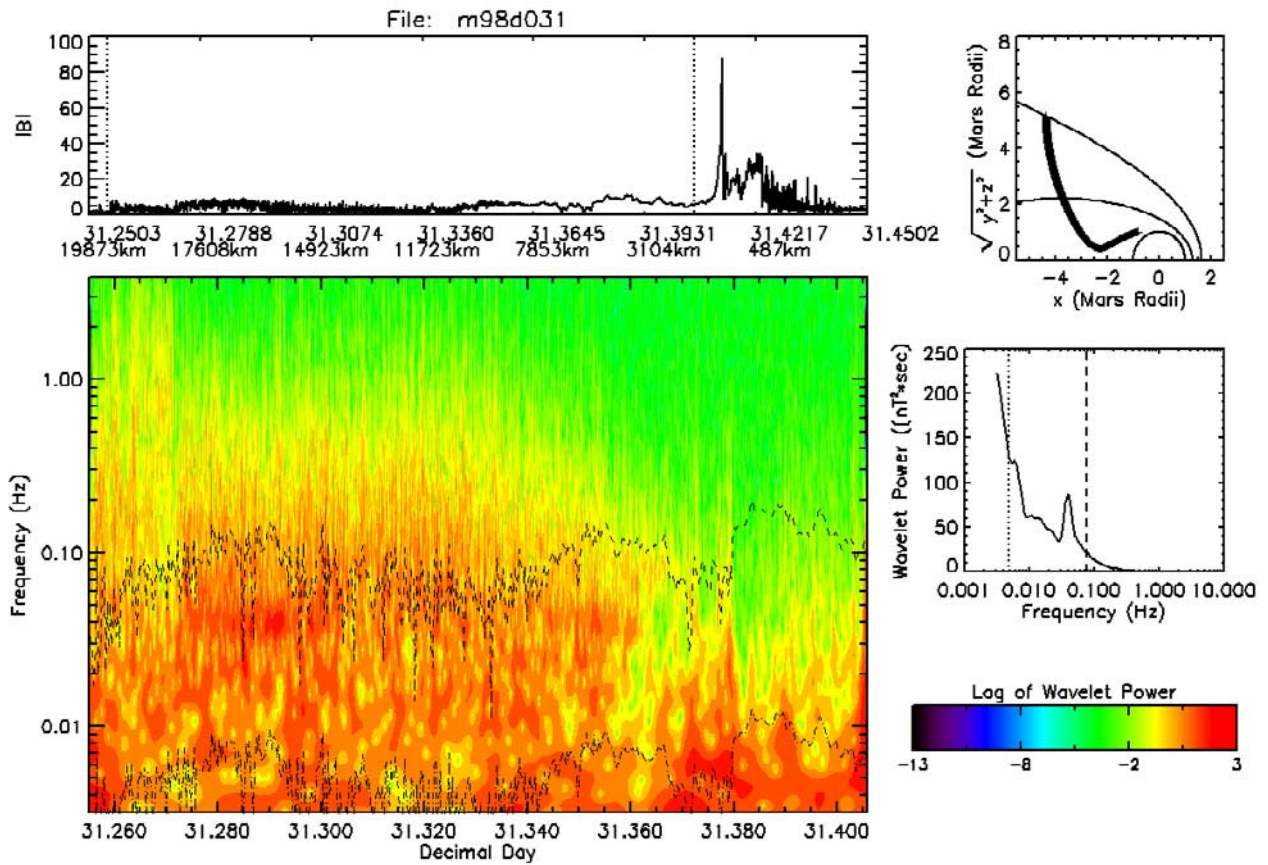 File: m98d031
100
80
60
40
20
0
|B|
31.2503 31.2788 31.3074 31.3360 31.3645 31.3931 31.4217 31.4502
19873km 17608km 14923km 11723km 7853km 3104km 487km
8
6
4
2
0
√y²+z² (Mars Radii)
-4 -2 0 2
x (Mars Radii)
1.00
0.10
0.01
Frequency (Hz)
31.260 31.280 31.300 31.320 31.340 31.360 31.380 31.400
Decimal Day
250
200
150
100
50
0
Wavelet Power ((nT²*sec)
0.001 0.010 0.100 1.000 10.000
Frequency (Hz)
Log of Wavelet Power
-13 -8 -2 3